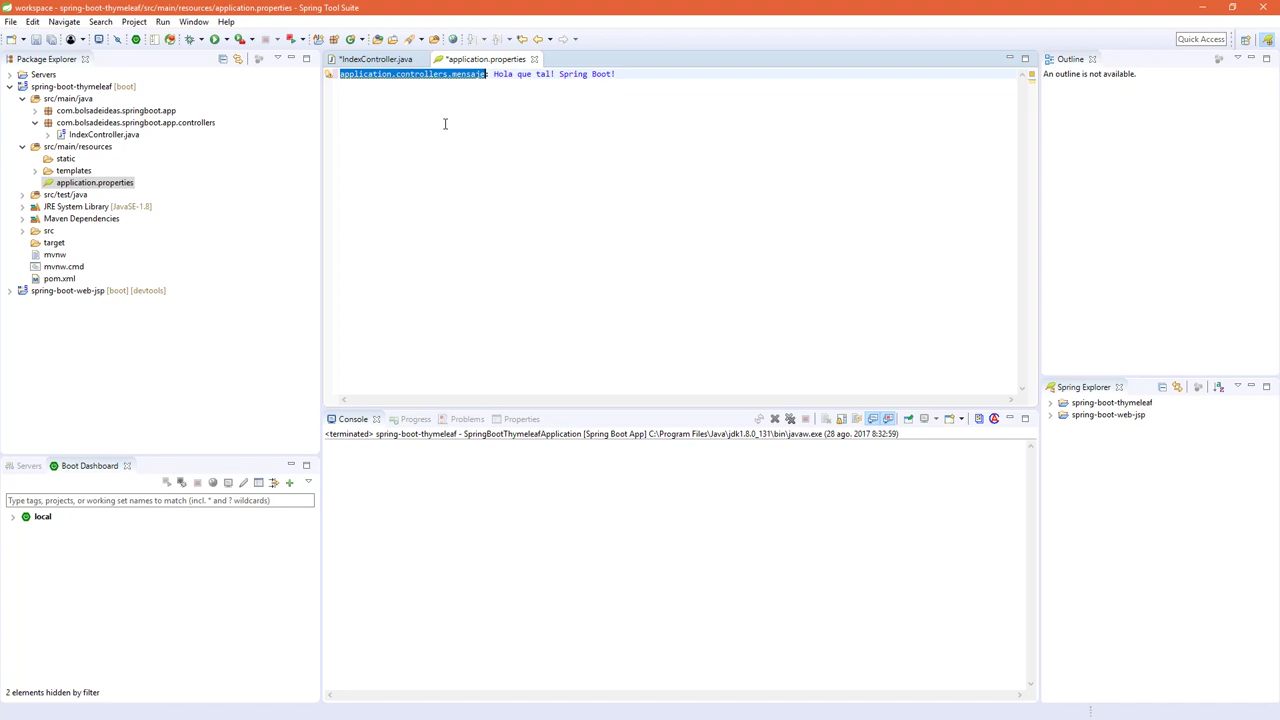 workspace - spring-boot-thymeleaf/src/main/resources/application.properties - Spring Tool Suite
File Edit Navigate Search Project Run Window Help
Quick Access
Package Explorer
Servers
spring-boot-thymeleaf [boot]
src/main/java
com.bolsadeideas.springboot.app
com.bolsadeideas.springboot.app.controllers
IndexController.java
src/main/resources
static
templates
application.properties
src/test/java
JRE System Library [JavaSE-1.8]
Maven Dependencies
src
target
mvnw
mvnw.cmd
pom.xml
spring-boot-web-jsp [boot] [devtools]
*IndexController.java *application.properties
application.controllers.mensaje: Hola que tal! Spring Boot!
Outline
An outline is not available.
Spring Explorer
spring-boot-thymeleaf
spring-boot-web-jsp
Console Progress Problems Properties
<terminated> spring-boot-thymeleaf - SpringBootThymeleafApplication [Spring Boot App] C:\Program Files\Java\jdk1.8.0_131\bin\javaw.exe (28 ago. 2017 8:32:59)
Servers Boot Dashboard
Type tags, projects, or working set names to match (incl. * and ? wildcards)
local
2 elements hidden by filter